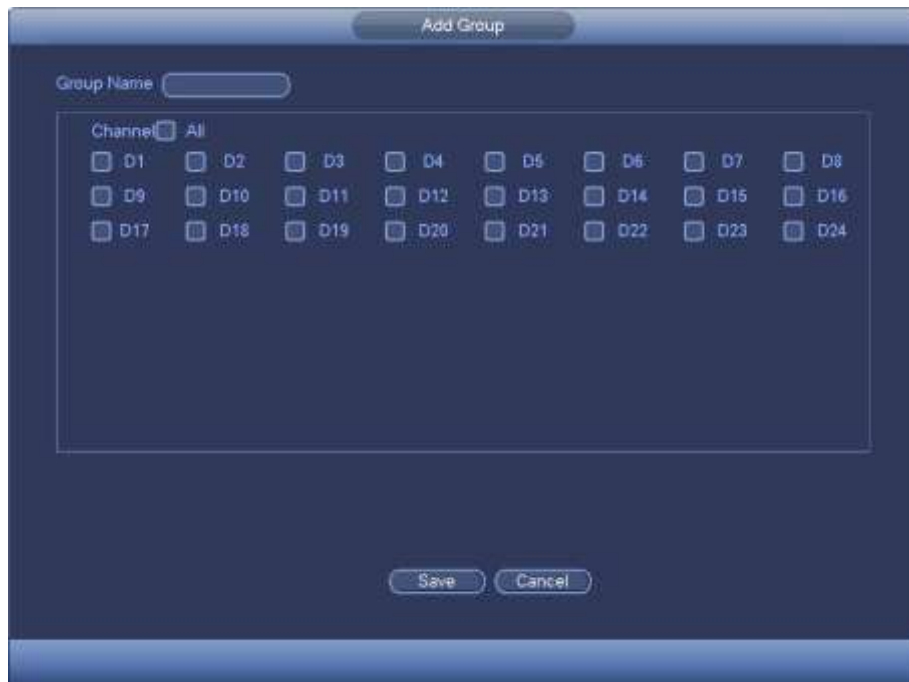 Add Group
Group Name
Channel All
D1 D2 D3 D4 D5 D6 D7 D8
D9 D10 D11 D12 D13 D14 D15 D16
D17 D18 D19 D20 D21 D22 D23 D24
Save Cancel